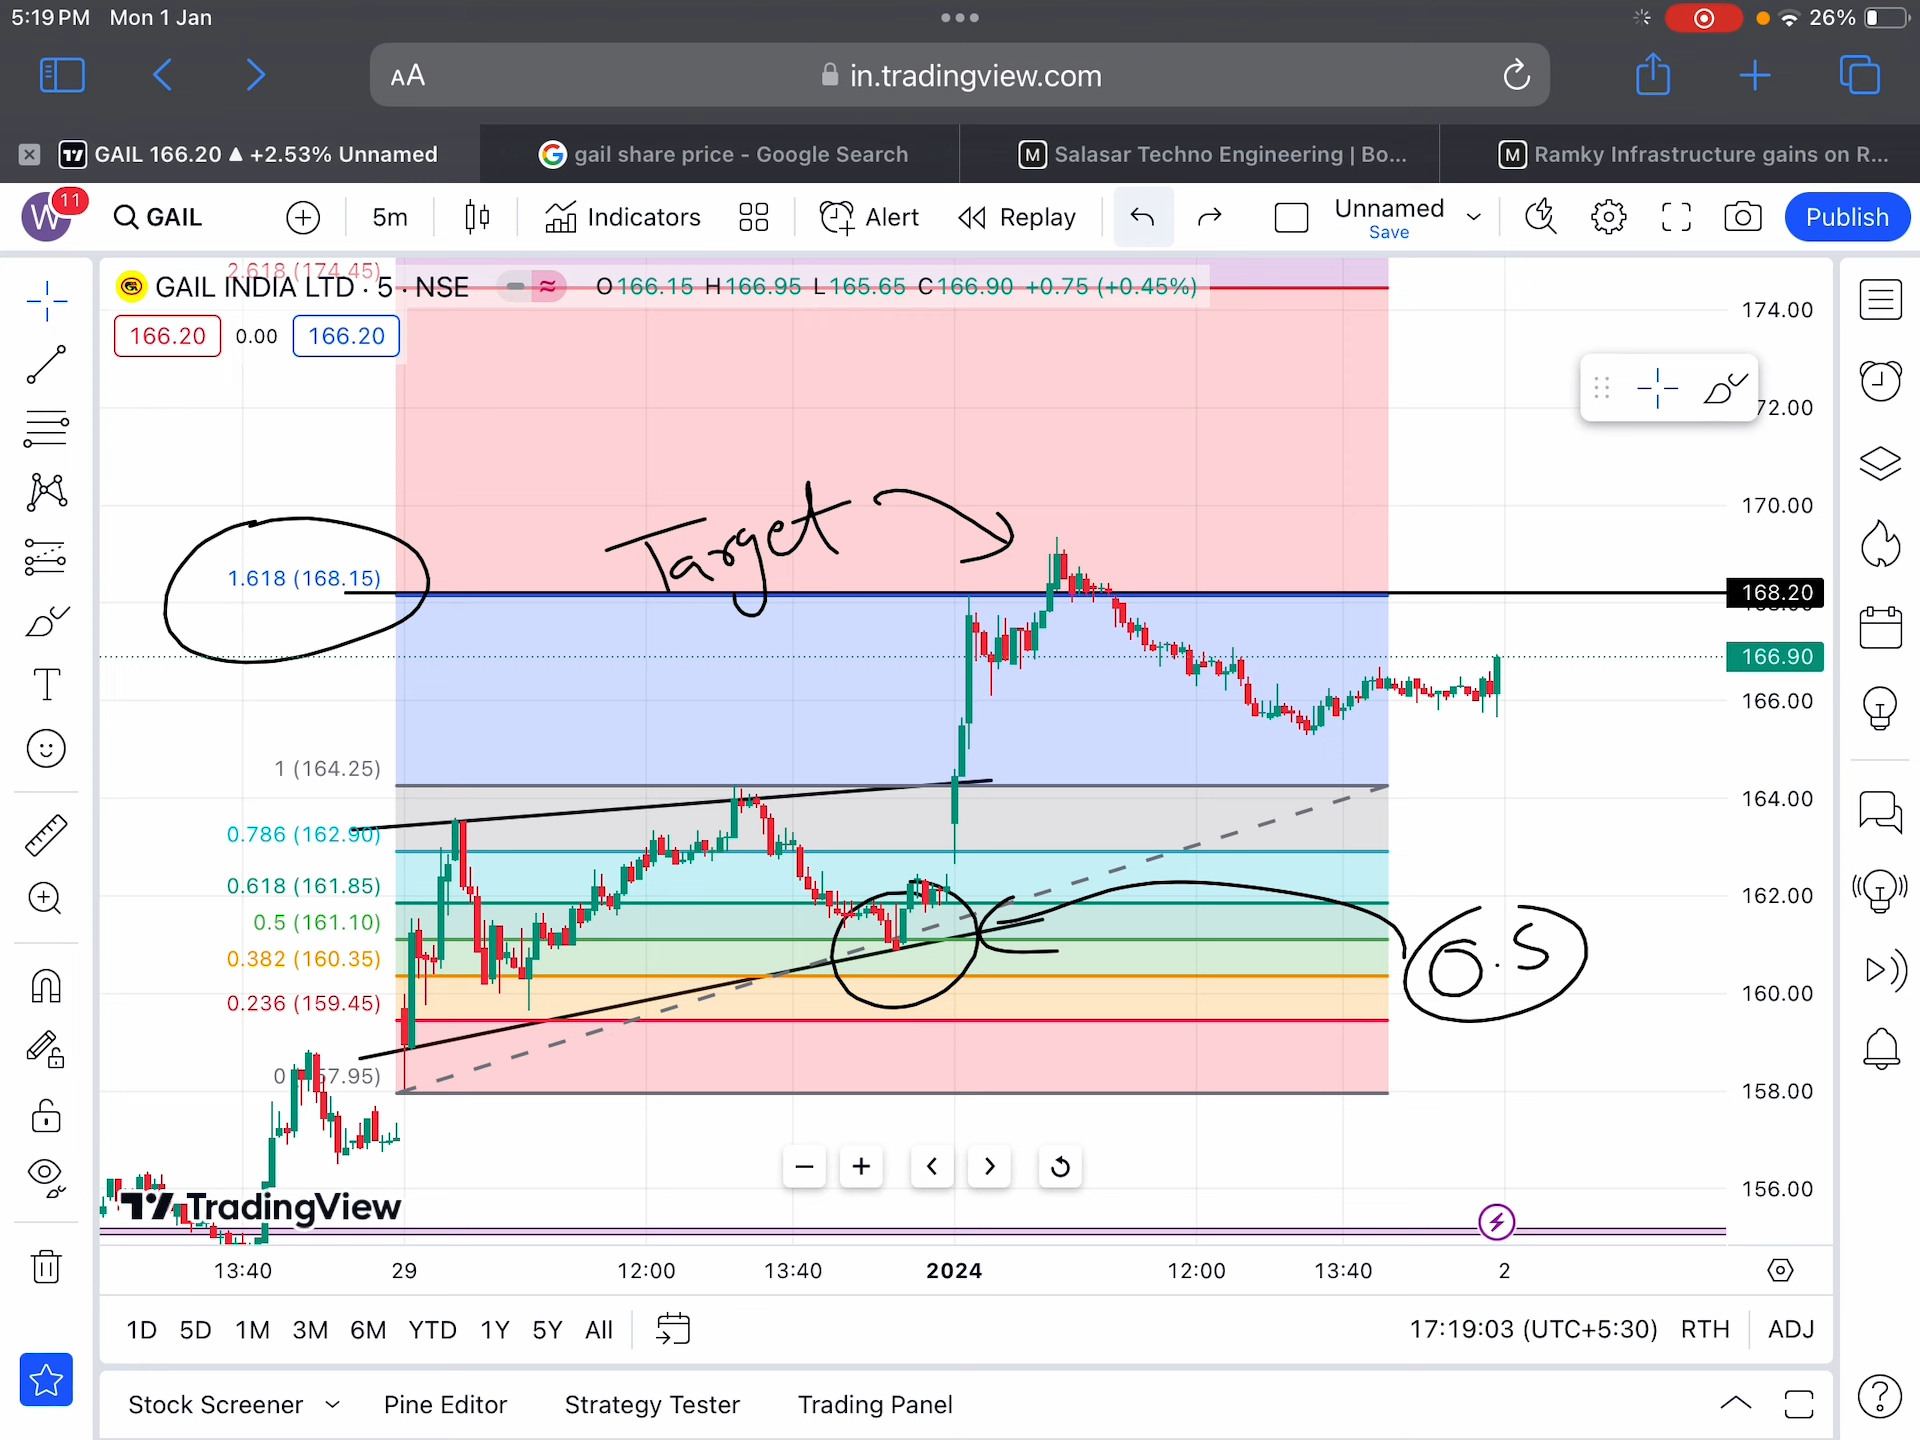 5:19 PM Mon 1 Jan
26%
AA in.tradingview.com
GAIL 166.20 ▲ +2.53% Unnamed
gail share price - Google Search
Salasar Techno Engineering | Bo...
Ramky Infrastructure gains on R...
W 11 GAIL 5m Indicators Alert Replay Unnamed Save Publish
2.618 (174.45)
GAIL INDIA LTD · 5 · NSE O166.15 H166.95 L165.65 C166.90 +0.75 (+0.45%)
166.20 0.00 166.20
174.00
72.00
170.00
Target
1.618 (168.15)
168.20
166.90
166.00
1 (164.25)
164.00
0.786 (162.90)
0.618 (161.85)
162.00
0.5 (161.10)
0.5
0.382 (160.35)
160.00
0.236 (159.45)
0 57.95)
158.00
TradingView
156.00
13:40 29 12:00 13:40 2024 12:00 13:40 2
1D 5D 1M 3M 6M YTD 1Y 5Y All 17:19:03 (UTC+5:30) RTH ADJ
Stock Screener Pine Editor Strategy Tester Trading Panel